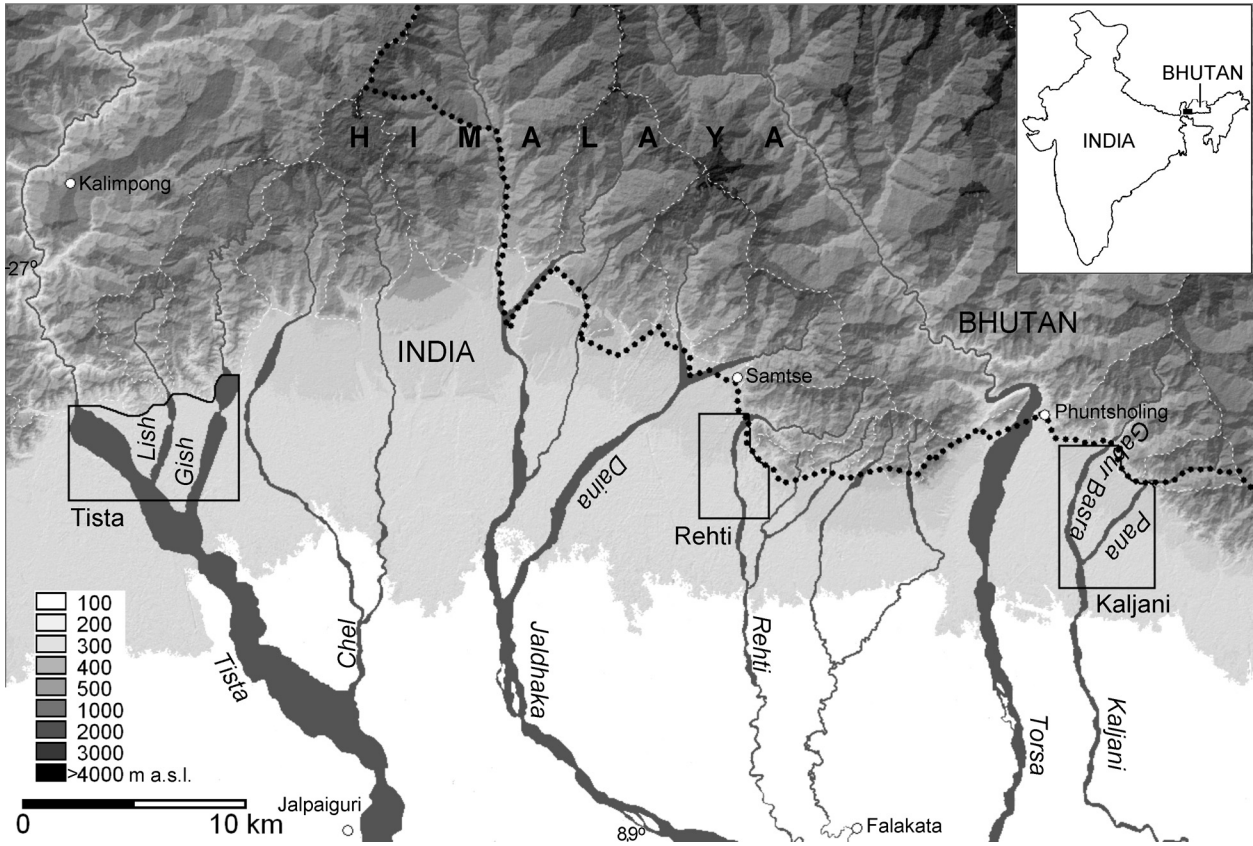 BHUTAN
INDIA
H I M A L A Y A
Kalimpong
27°
BHUTAN
INDIA
Samtse
Phuntsholing
Lish
Gish
Gabur Basra
Daina
Pana
Tista
Rehti
Kaljani
100
200
300
400
500
1000
2000
3000
>4000 m a.s.l.
Chel
Tista
Jaldhaka
Rehti
Torsa
Kaljani
Jalpaiguri
0 10 km
89°
Falakata